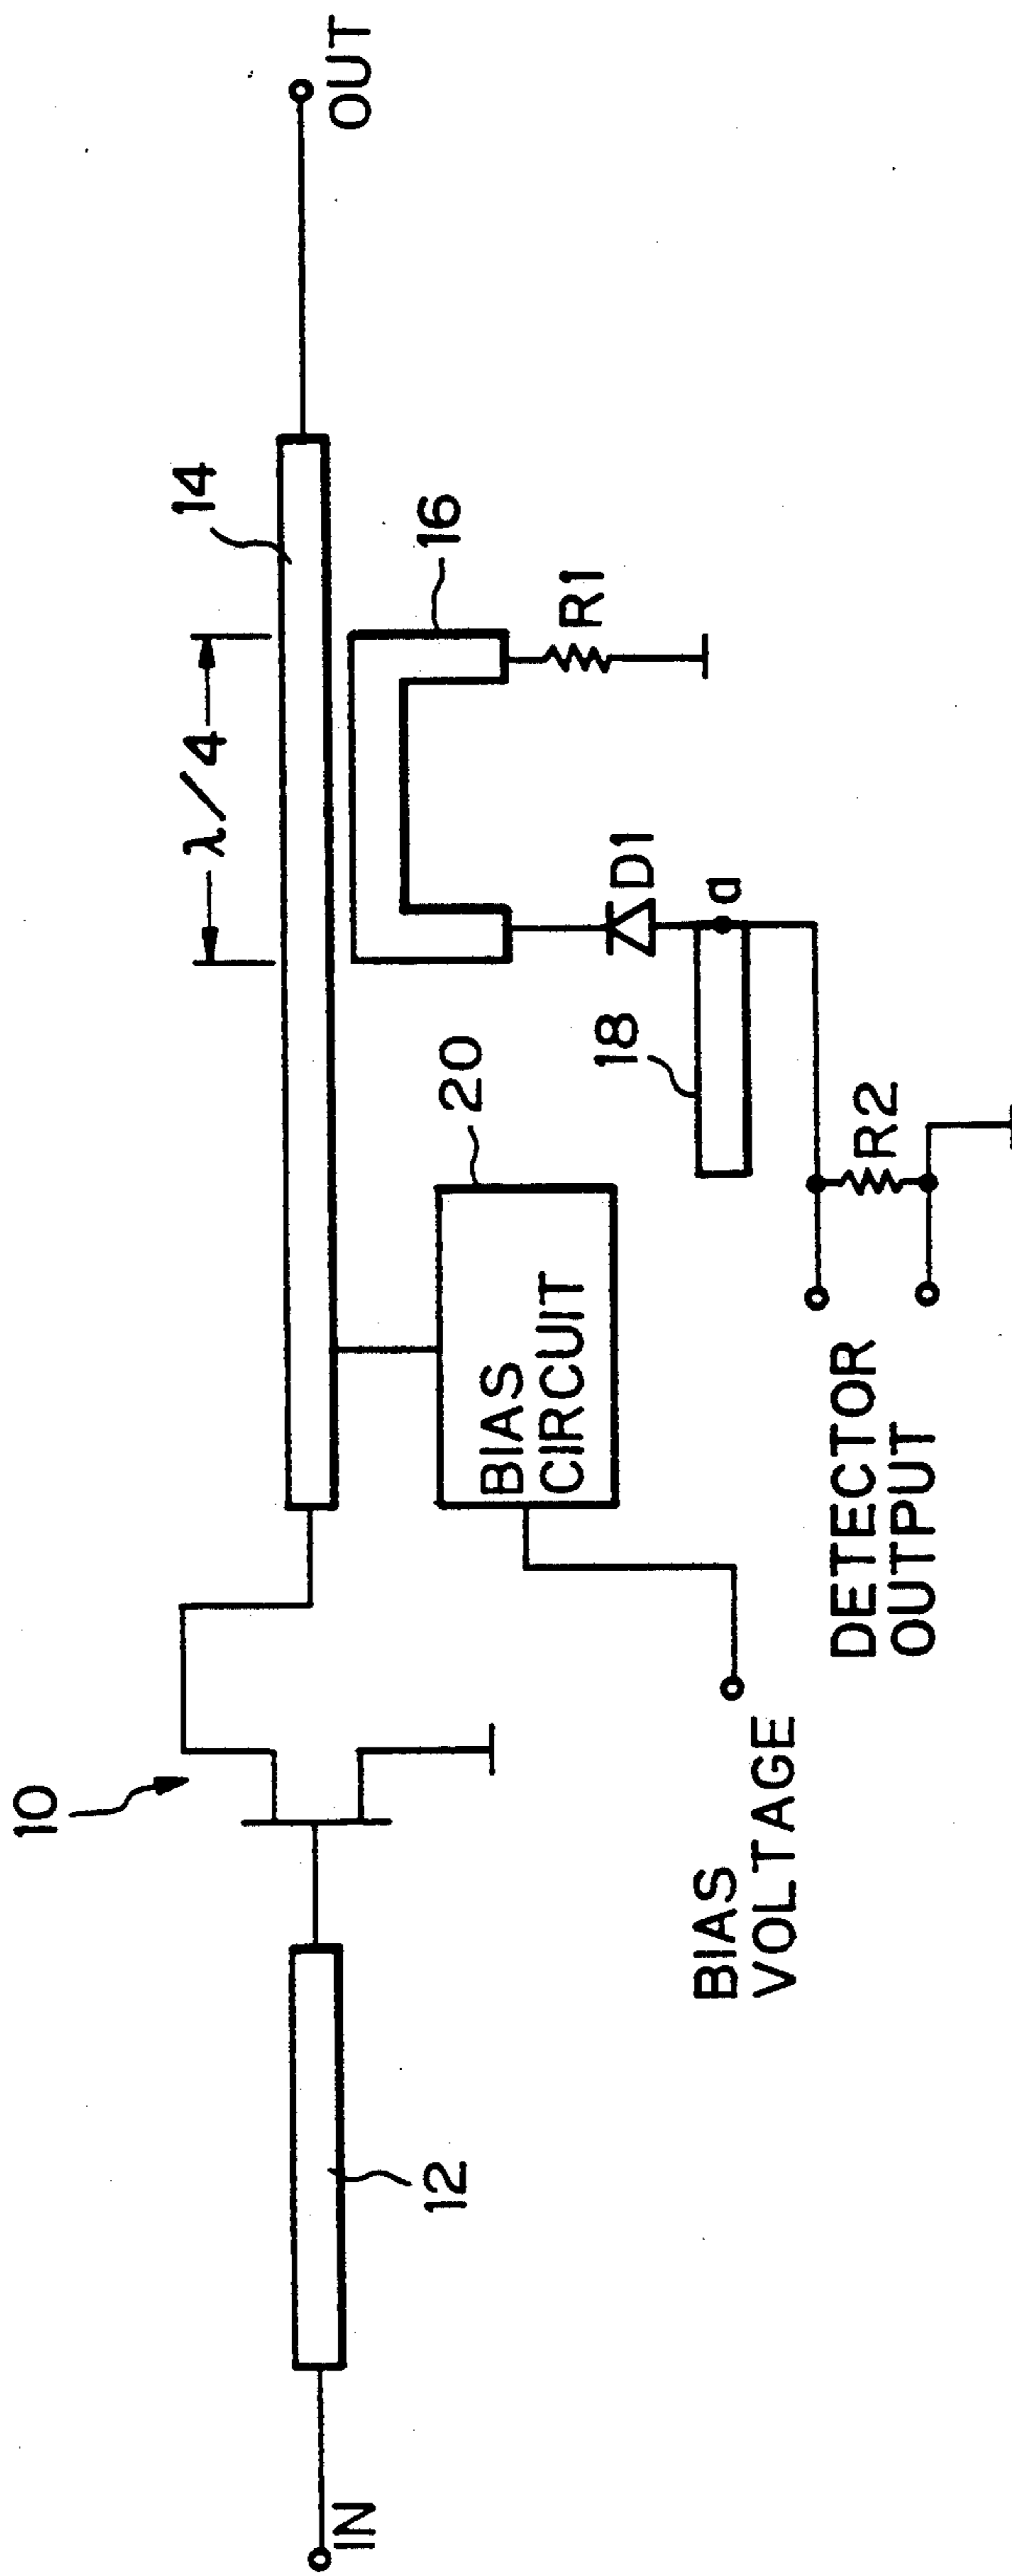 10
14
λ/4
OUT
16
R1
D1
a
18
20
BIAS
CIRCUIT
R2
DETECTOR
OUTPUT
BIAS
VOLTAGE
12
IN